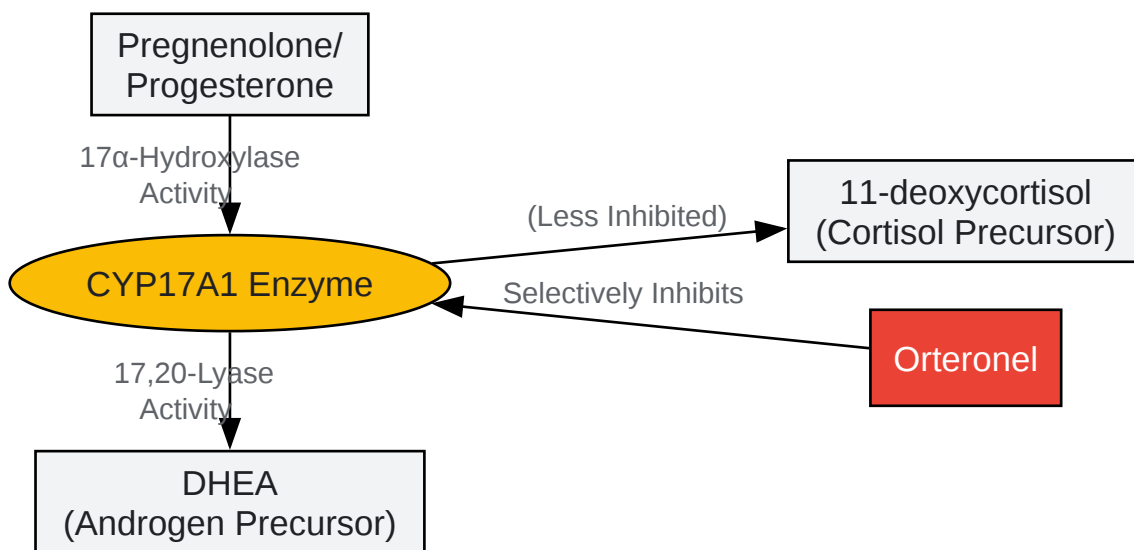 Pregnenolone/
Progesterone
17α-Hydroxylase
Activity
11-deoxycortisol
(Cortisol Precursor)
(Less Inhibited)
CYP17A1 Enzyme
Selectively Inhibits
Orteronel
17,20-Lyase
Activity
DHEA
(Androgen Precursor)